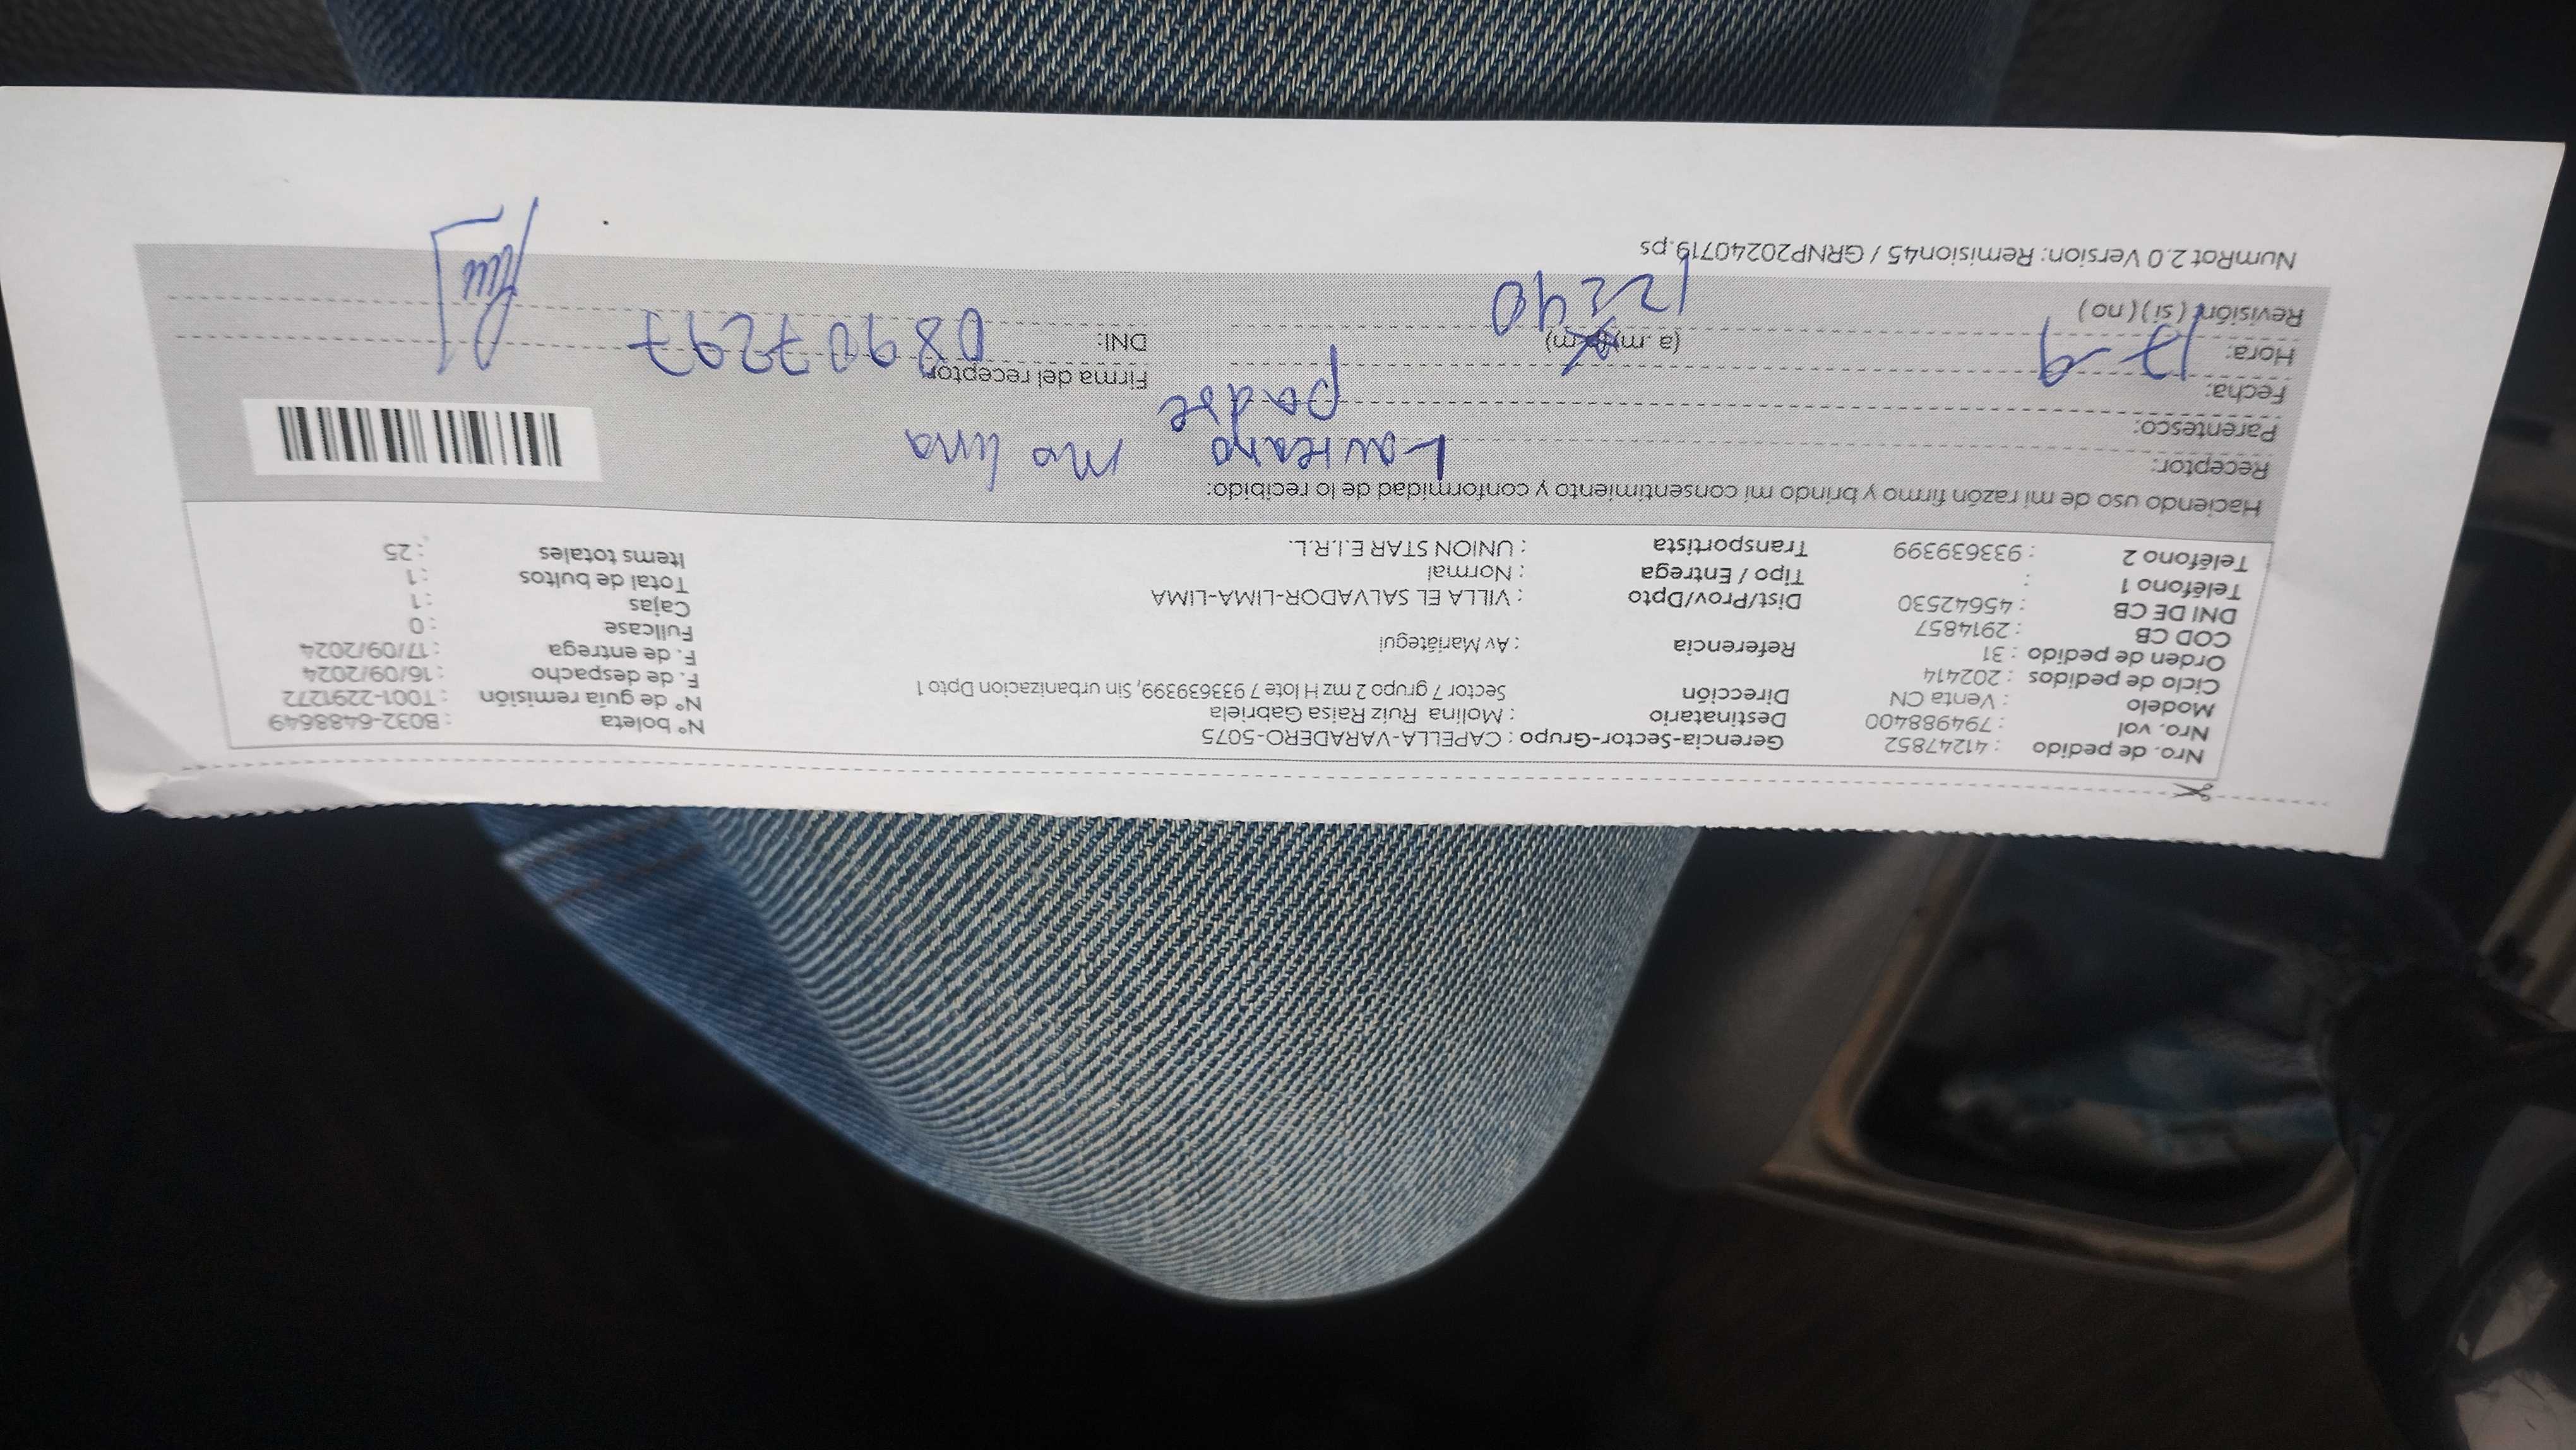 Nro. de pedido : 41247852 Gerencia-Sector-Grupo : CAPELLA-VARADERO-5075 N° boleta : B032-6488649
Nro. vol : 794988400 Destinatario : Molina Ruiz Raisa Gabriela N° de guía remisión : T001-2291272
Modelo : Venta CN Dirección Sector 7 grupo 2 mz H lote 7 933639399, Sin urbanizacion Dpto 1 F. de despacho : 16/09/2024
Ciclo de pedidos : 202414 F. de entrega : 17/09/2024
Orden de pedido : 31 Referencia : Av Mariátegui Fullcase : 0
COD CB : 2914857 Cajas : 1
DNI DE CB : 45642530 Dist/Prov/Dpto : VILLA EL SALVADOR-LIMA-LIMA Total de bultos : 1
Teléfono 1 : Tipo / Entrega : Normal Items totales : 25
Teléfono 2 : 933639399 Transportista : UNION STAR E.I.R.L.
Haciendo uso de mi razón firmo y brindo mi consentimiento y conformidad de lo recibido:
Receptor: Laureano molina
Parentesco: padre
Fecha: 17-9 Firma del receptor
Hora: 12:40 (a. m) (p. m) DNI: 08907297
Revisión: ( si ) ( no )
NumRot 2.0 Version: Remision45 / GRNP20240719.ps